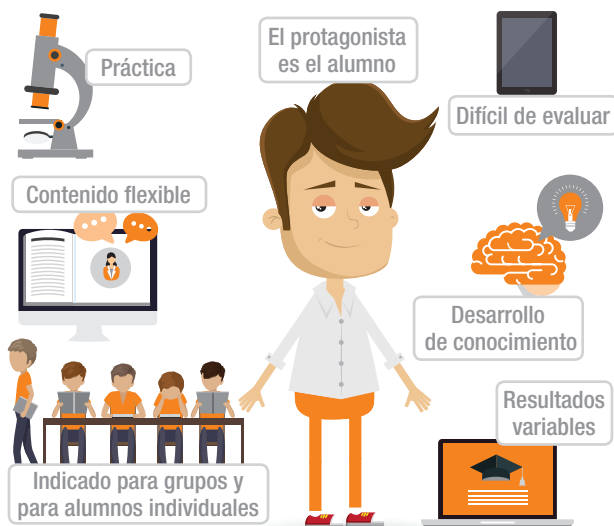 Práctica
El protagonista
es el alumno
Difícil de evaluar
Contenido flexible
Desarrollo
de conocimiento
Resultados
variables
Indicado para grupos y
para alumnos individuales